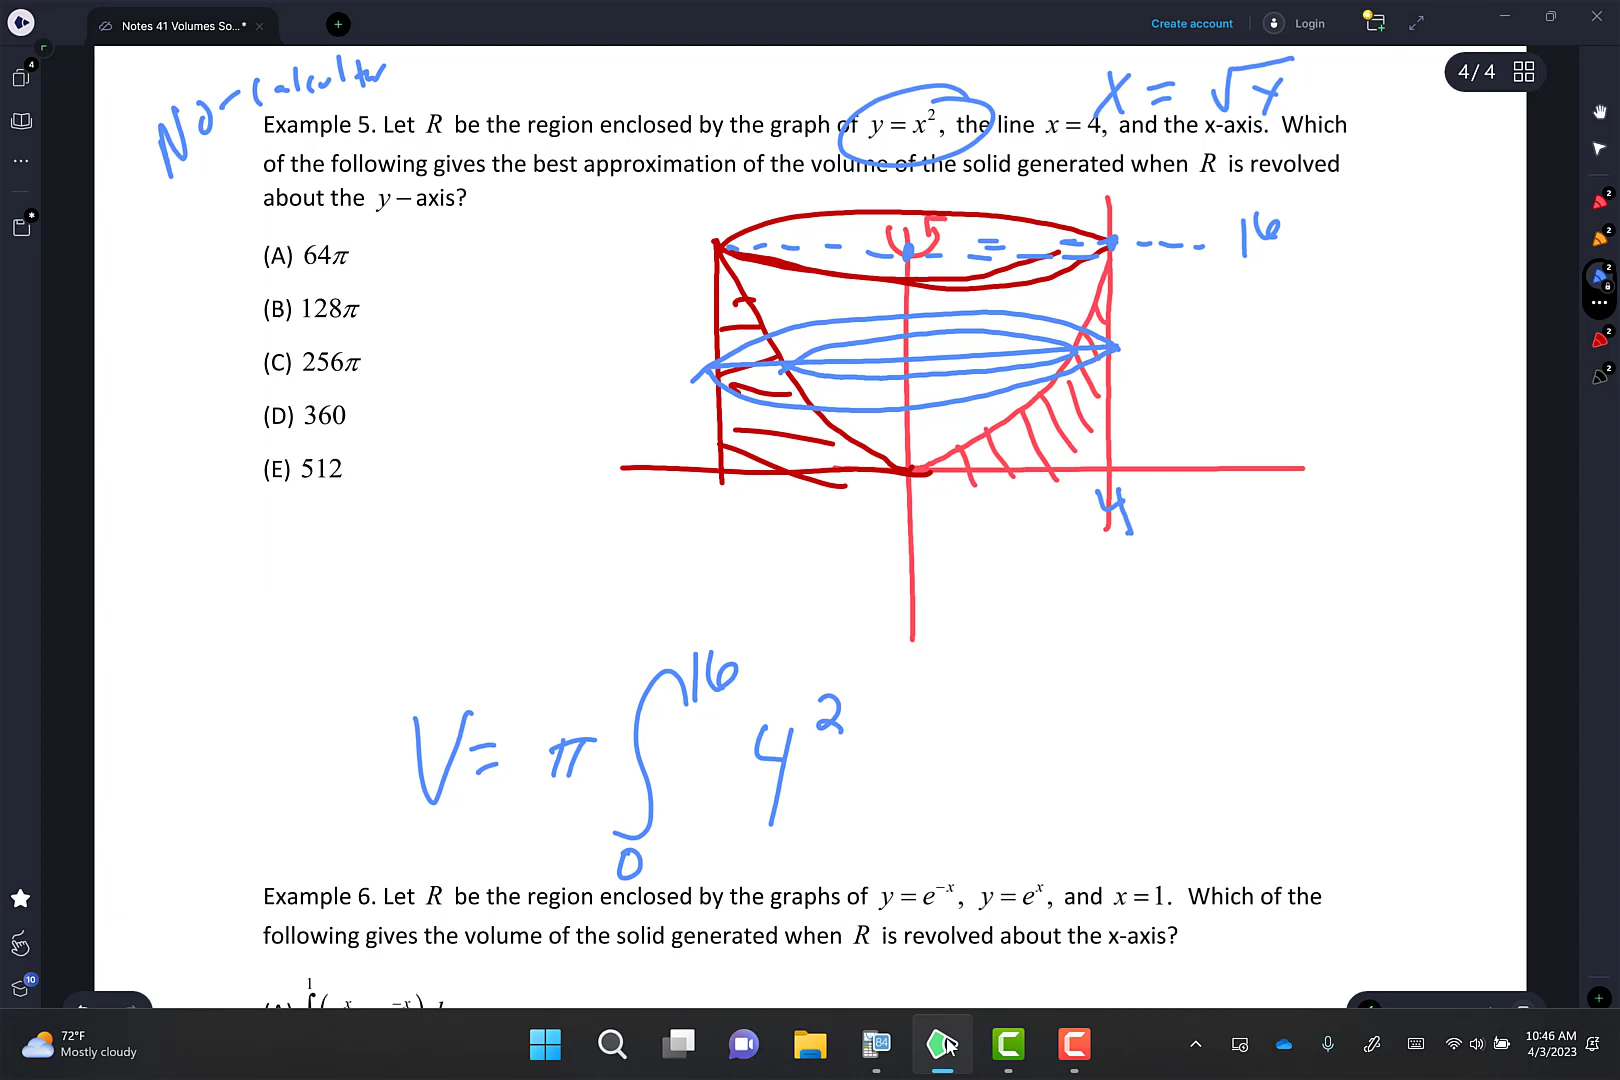 Notes 41 Volumes So...*
Create account
Login
4/4
No-calculator
x = √y
Example 5. Let R be the region enclosed by the graph of y = x², the line x = 4, and the x-axis. Which
of the following gives the best approximation of the volume of the solid generated when R is revolved
about the y – axis?
(A) 64π
(B) 128π
(C) 256π
(D) 360
(E) 512
16
4
V = π ∫₀¹⁶ 4²
Example 6. Let R be the region enclosed by the graphs of y = e⁻ˣ, y = eˣ, and x = 1. Which of the
following gives the volume of the solid generated when R is revolved about the x-axis?
72°F
Mostly cloudy
10:46 AM
4/3/2023